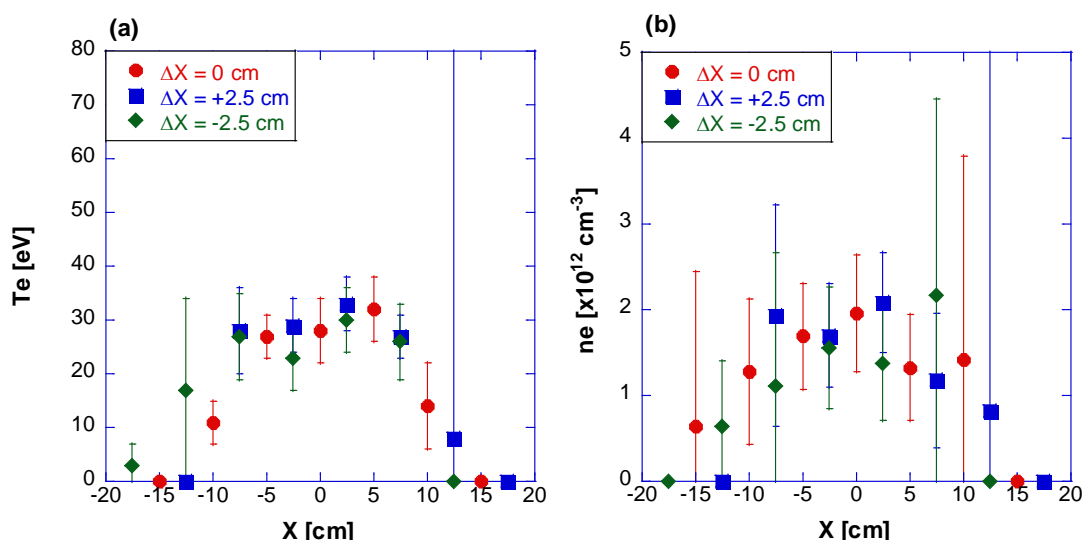 (a)
80
70
60
50
40
30
20
10
0
Te [eV]
ΔX = 0 cm
ΔX = +2.5 cm
ΔX = -2.5 cm
-20 -15 -10 -5 0 5 10 15 20
X [cm]
(b)
5
4
3
2
1
0
ne [x10¹² cm⁻³]
ΔX = 0 cm
ΔX = +2.5 cm
ΔX = -2.5 cm
-20 -15 -10 -5 0 5 10 15 20
X [cm]